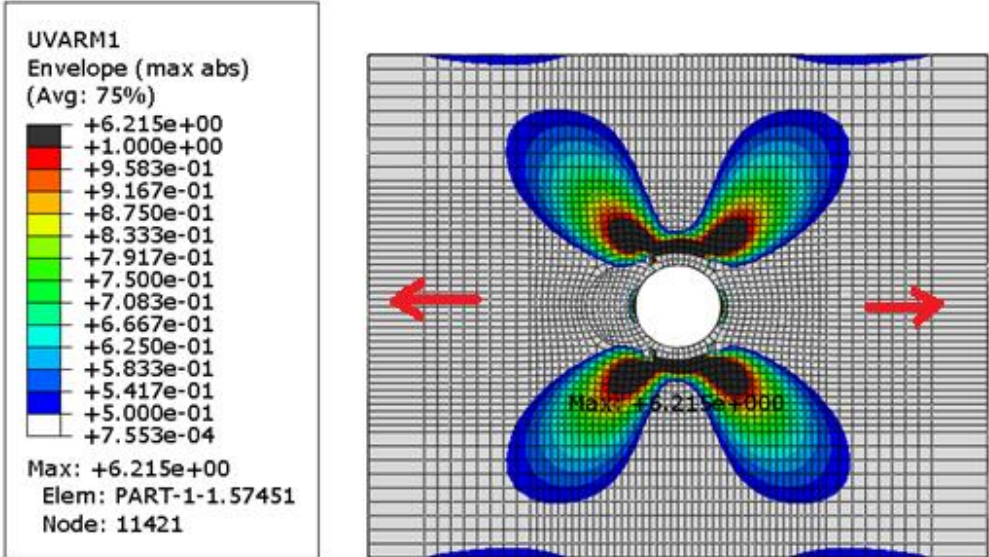 UVARM1
Envelope (max abs)
(Avg: 75%)
+6.215e+00
+1.000e+00
+9.583e-01
+9.167e-01
+8.750e-01
+8.333e-01
+7.917e-01
+7.500e-01
+7.083e-01
+6.667e-01
+6.250e-01
+5.833e-01
+5.417e-01
+5.000e-01
+7.553e-04
Max: +6.215e+00
Elem: PART-1-1.57451
Node: 11421
Max: +6.215e+000